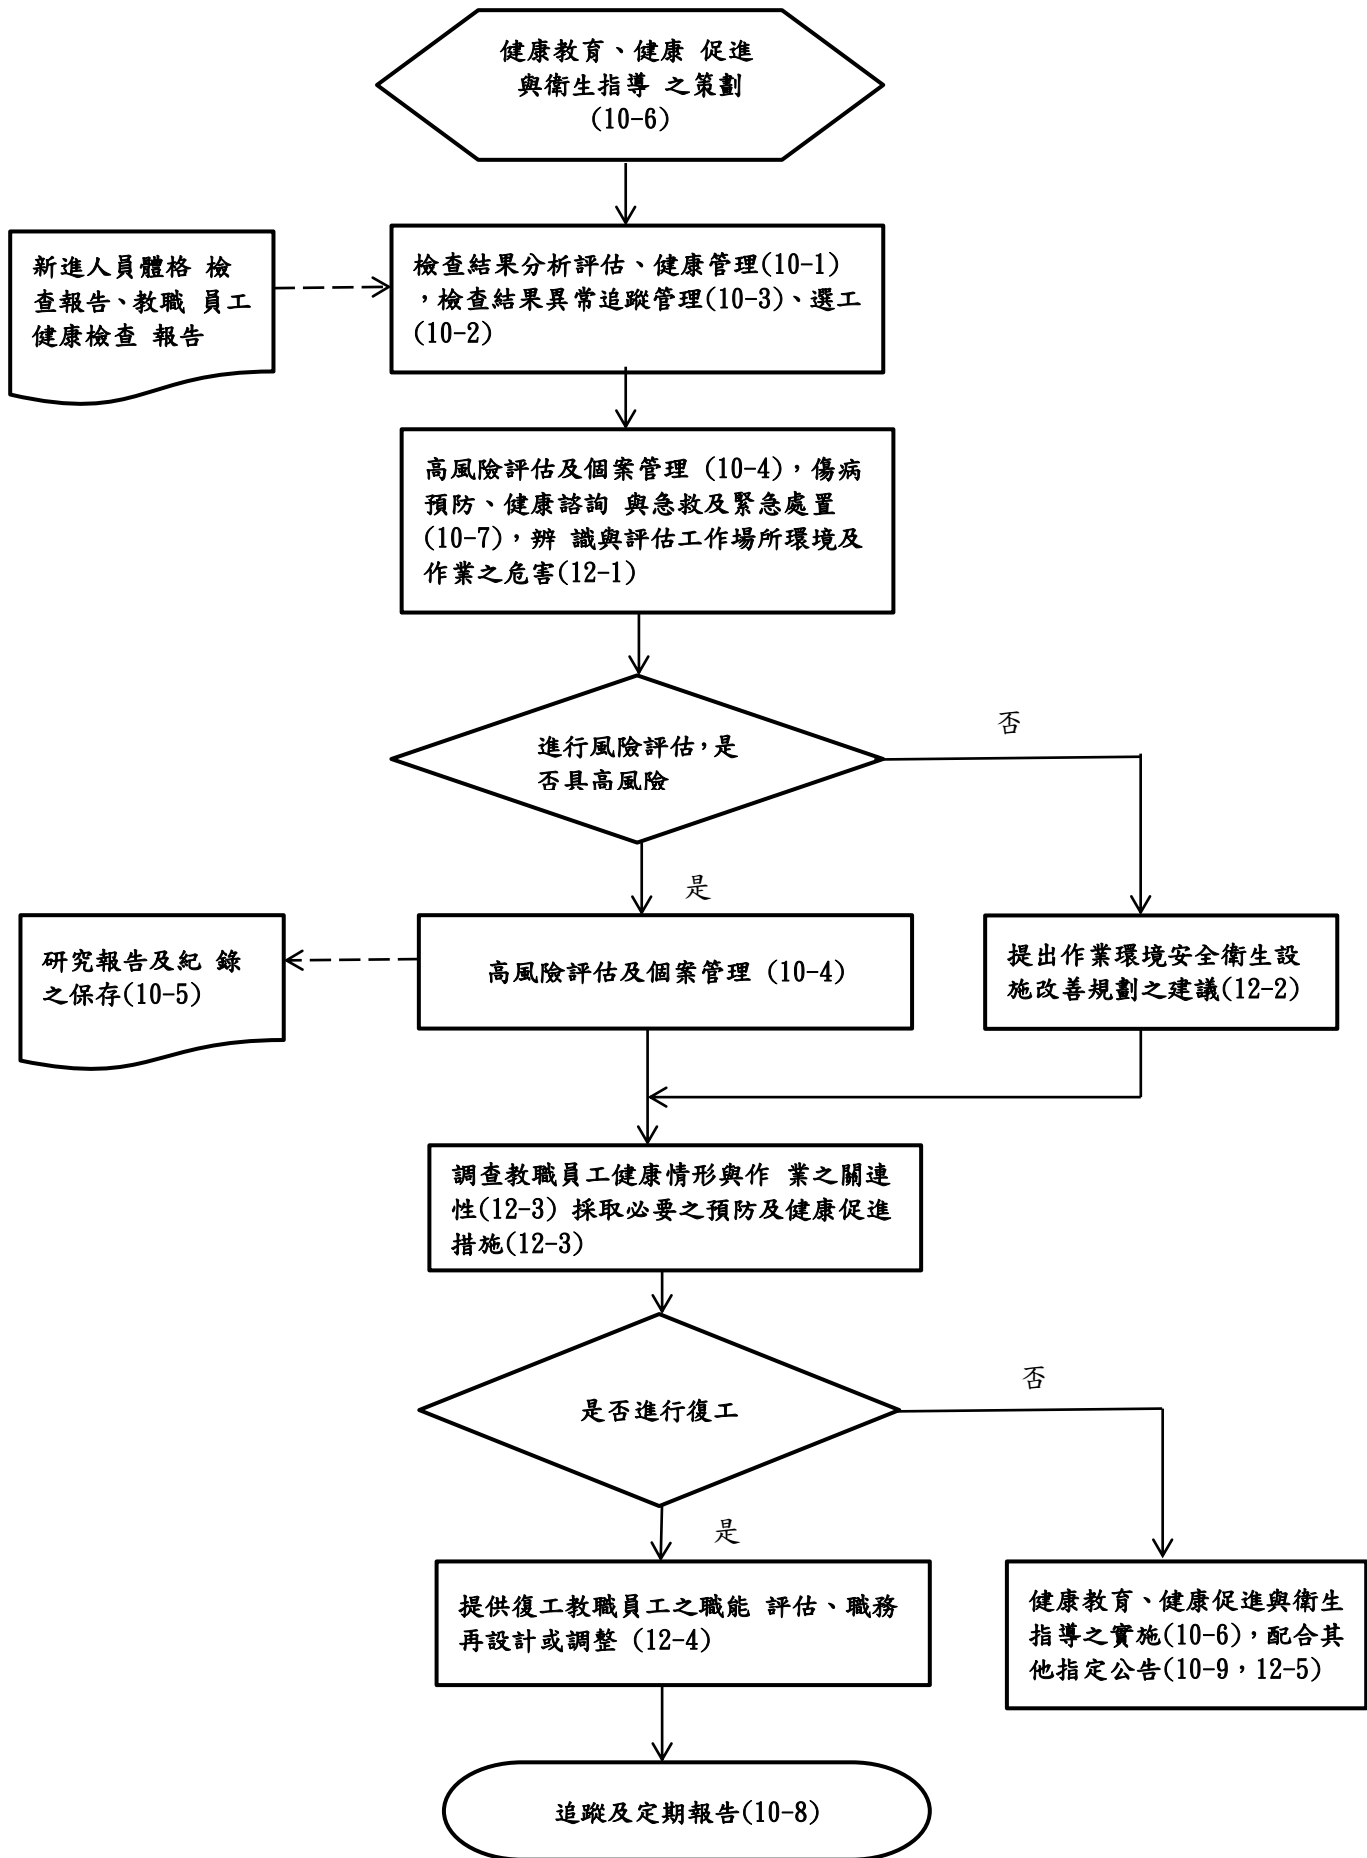 健康教育、健康 促進
與衛生指導 之策劃
(10-6)
新進人員體格 檢
查報告、教職 員工
健康檢查 報告
檢查結果分析評估、健康管理(10-1)
，檢查結果異常追蹤管理(10-3)、選工
(10-2)
高風險評估及個案管理 (10-4)，傷病
預防、健康諮詢 與急救及緊急處置
(10-7)，辨 識與評估工作場所環境及
作業之危害(12-1)
進行風險評估，是
否具高風險
否
是
研究報告及紀 錄
之保存(10-5)
高風險評估及個案管理 (10-4)
提出作業環境安全衛生設
施改善規劃之建議(12-2)
調查教職員工健康情形與作 業之關連
性(12-3) 採取必要之預防及健康促進
措施(12-3)
是否進行復工
否
是
提供復工教職員工之職能 評估、職務
再設計或調整 (12-4)
健康教育、健康促進與衛生
指導之實施(10-6)，配合其
他指定公告(10-9，12-5)
追蹤及定期報告(10-8)